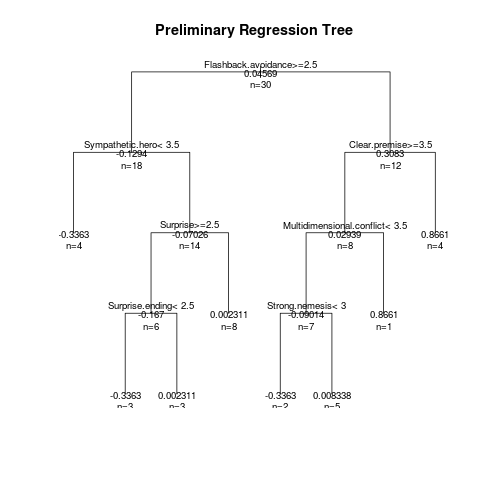 Preliminary Regression Tree
Flashback.avoidance>=2.5
0.04569
n=30
Sympathetic.hero< 3.5
-0.1294
n=18
Clear.premise>=3.5
0.3083
n=12
-0.3363
n=4
Surprise>=2.5
-0.07026
n=14
Multidimensional.conflict< 3.5
0.02939
n=8
0.8661
n=4
Surprise.ending< 2.5
-0.167
n=6
0.002311
n=8
Strong.nemesis< 3
-0.09014
n=7
0.8661
n=1
-0.3363
n=3
0.002311
n=3
-0.3363
n=2
0.008338
n=5